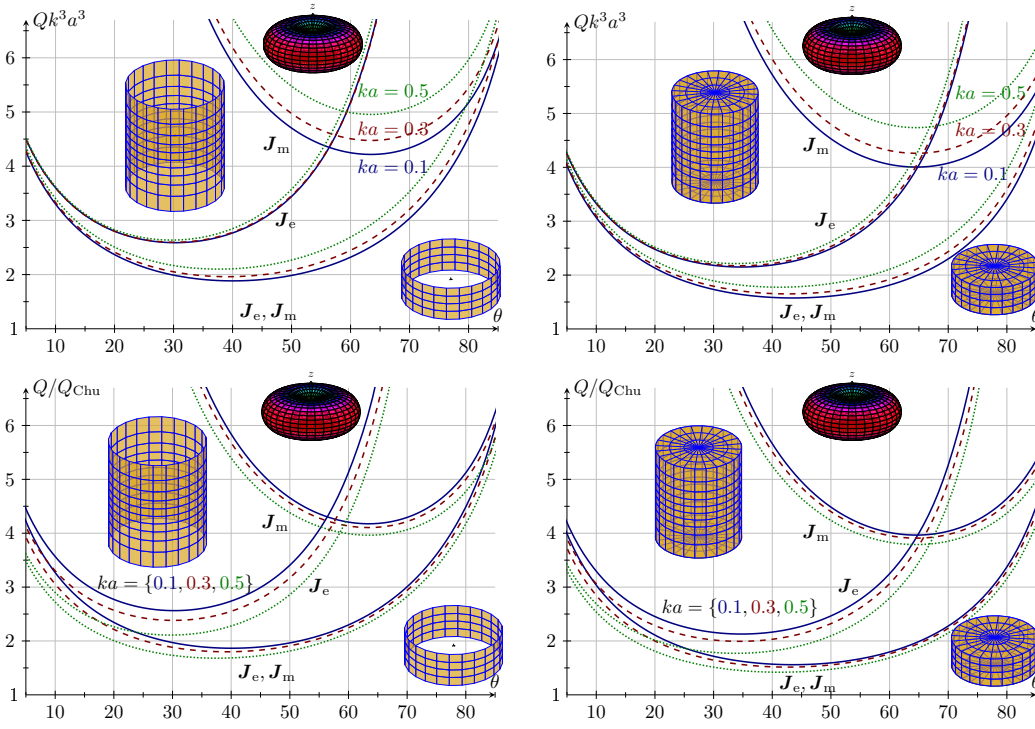 Qk³a³
z
6
5
4
3
2
1
ka = 0.5
ka = 0.3
ka = 0.1
J_m
J_e
J_e, J_m
θ
10 20 30 40 50 60 70 80
Qk³a³
z
6
5
4
3
2
1
ka = 0.5
ka = 0.3
ka = 0.1
J_m
J_e
J_e, J_m
θ
10 20 30 40 50 60 70 80
Q/Q_Chu
z
6
5
4
3
2
1
J_m
ka = {0.1, 0.3, 0.5}
J_e
J_e, J_m
θ
10 20 30 40 50 60 70 80
Q/Q_Chu
z
6
5
4
3
2
1
J_m
J_e
ka = {0.1, 0.3, 0.5}
J_e, J_m
θ
10 20 30 40 50 60 70 80